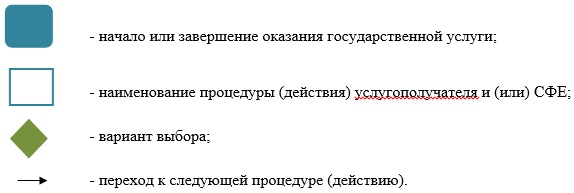 - начало или завершение оказания государственной услуги;
- наименование процедуры (действия) услугополучателя и (или) СФЕ;
- вариант выбора;
- переход к следующей процедуре (действию).